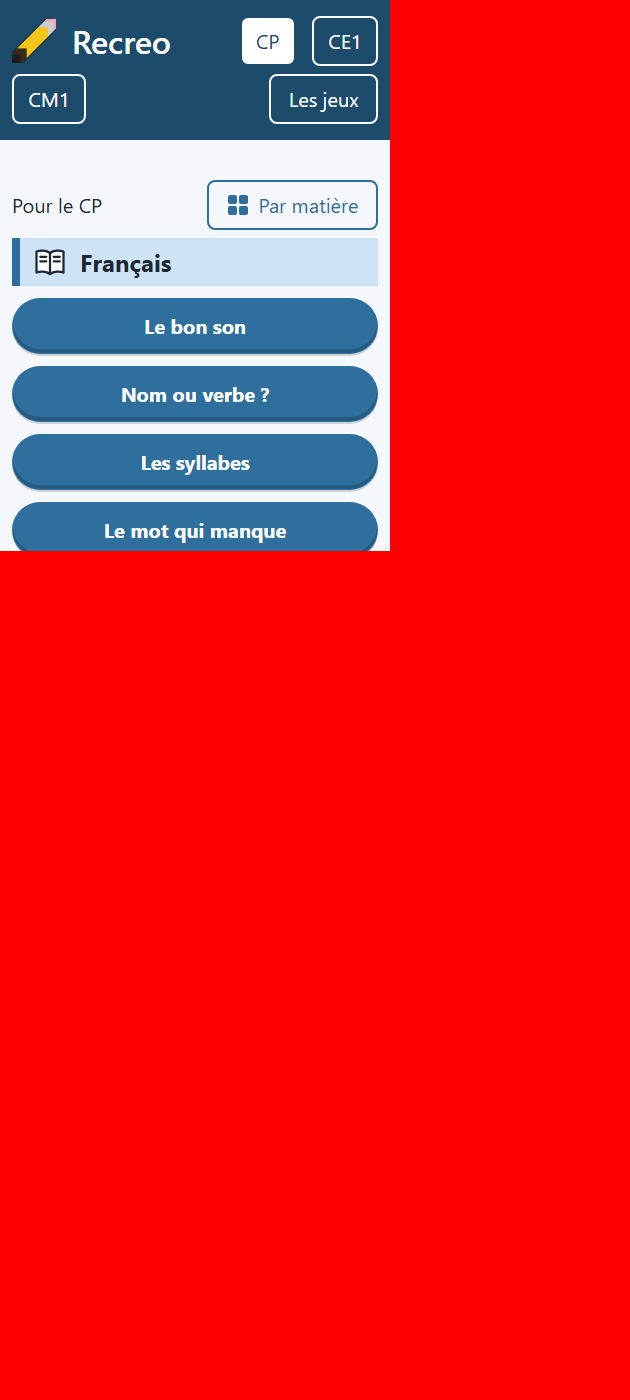 Recreo
CP
CE1
CM1
Les jeux
Pour le CP
Par matière
Français
Le bon son
Nom ou verbe ?
Les syllabes
Le mot qui manque